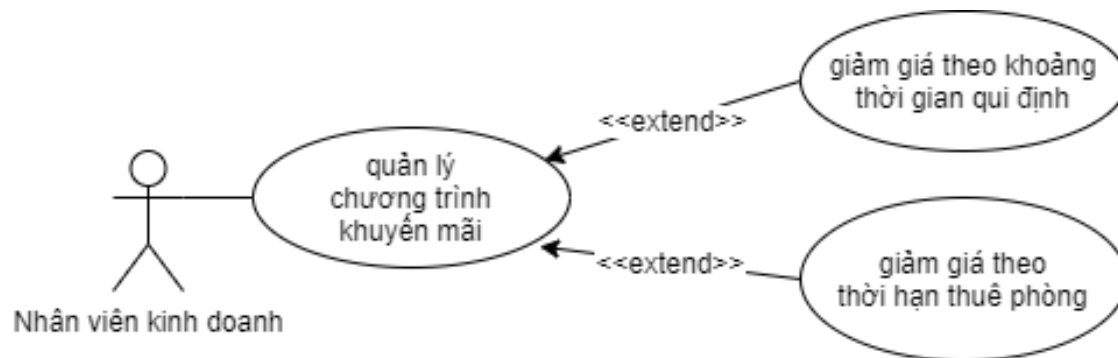 giảm giá theo khoảng
thời gian qui định
<<extend>>
quản lý
chương trình
khuyến mãi
<<extend>>
giảm giá theo
thời hạn thuê phòng
Nhân viên kinh doanh